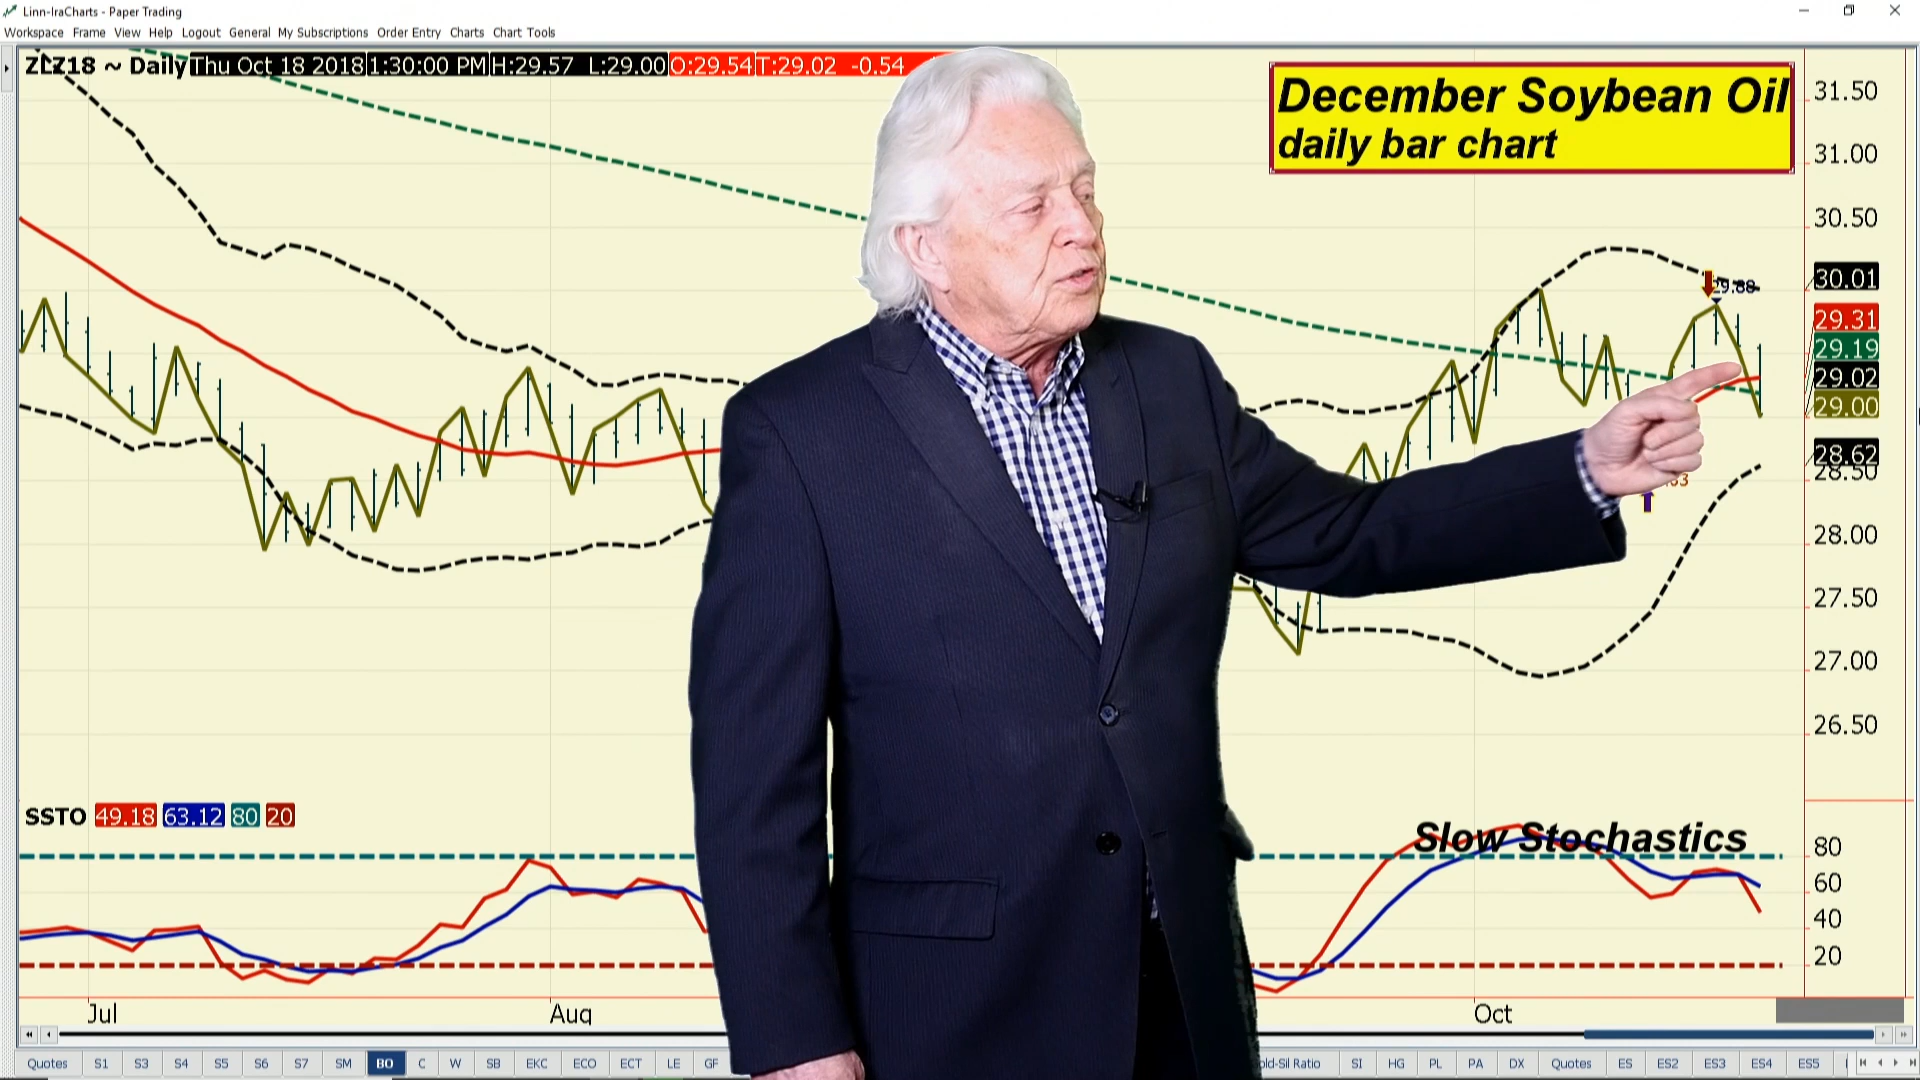 Linn-IraCharts - Paper Trading
Workspace Frame View Help Logout General My Subscriptions Order Entry Charts Chart Tools
ZLZ18 ~ Daily Thu Oct 18 2018 1:30:00 PM H:29.57 L:29.00 O:29.54 T:29.02 -0.54
December Soybean Oil
daily bar chart
31.50
31.00
30.50
30.01
29.88
29.31
29.19
29.02
29.00
28.62
28.50
28.00
27.50
27.00
26.50
SSTO 49.18 63.12 80 20
Slow Stochastics
80
60
40
20
Jul Aug Oct
Quotes S1 S3 S4 S5 S6 S7 SM BO C W SB EKC ECO ECT LE GF Ratio SI HG PL PA DX Quotes ES ES2 ES3 ES4 ES5